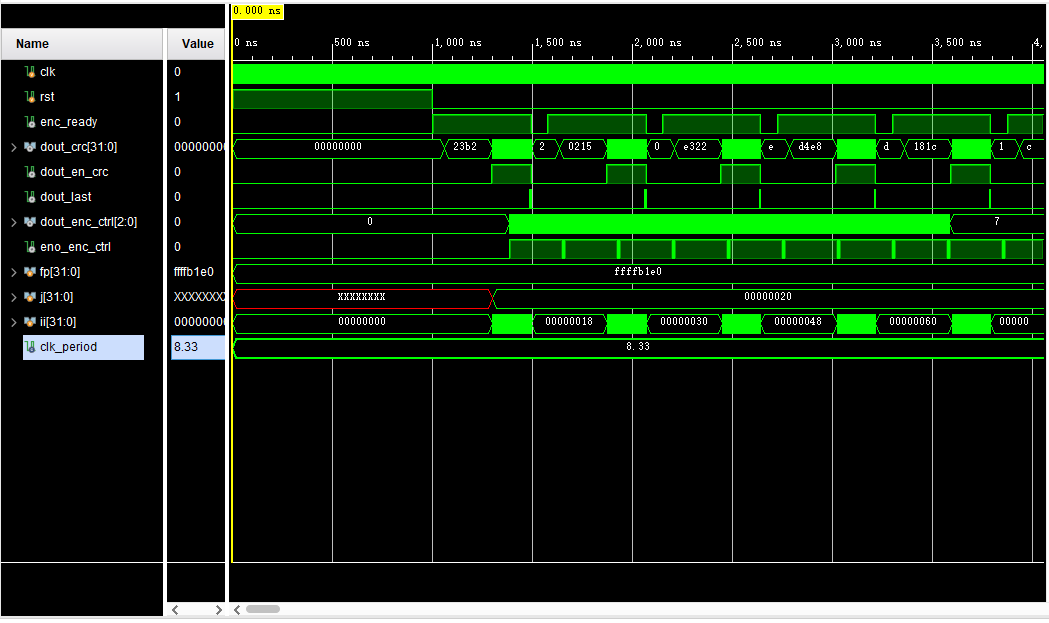 0.000 ns
Name Value
0 ns 500 ns 1,000 ns 1,500 ns 2,000 ns 2,500 ns 3,000 ns 3,500 ns 4,
clk 0
rst 1
enc_ready 0
dout_crc[31:0] 0000000 00000000 23b2 2 0215 0 e322 e d4e8 d 181c 1 c
dout_en_crc 0
dout_last 0
dout_enc_ctrl[2:0] 0 0 7
eno_enc_ctrl 0
fp[31:0] ffffb1e0 ffffb1e0
j[31:0] XXXXXXX XXXXXXXX 00000020
ii[31:0] 0000000 00000000 00000018 00000030 00000048 00000060 00000
clk_period 8.33 8.33